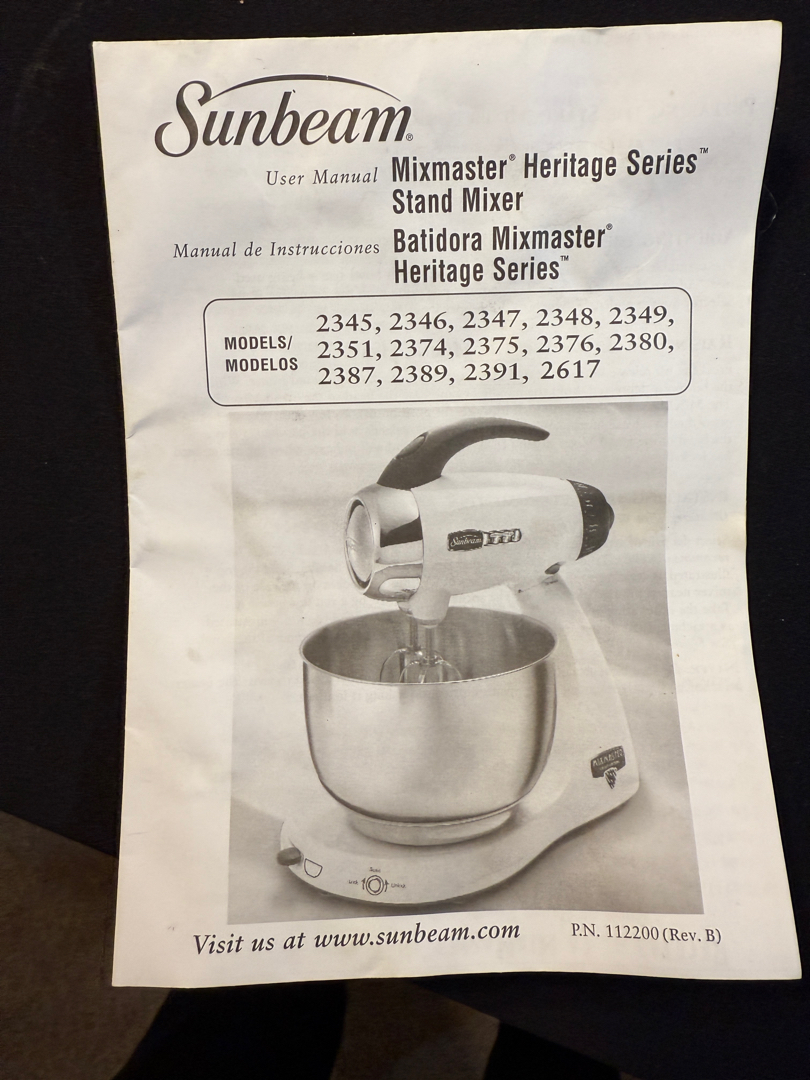 Sunbeam®
User Manual Mixmaster® Heritage Series™
Stand Mixer
Manual de Instrucciones Batidora Mixmaster®
Heritage Series™
MODELS/
MODELOS
2345, 2346, 2347, 2348, 2349,
2351, 2374, 2375, 2376, 2380,
2387, 2389, 2391, 2617
Sunbeam
MIXMASTER
Visit us at www.sunbeam.com
P.N. 112200 (Rev. B)